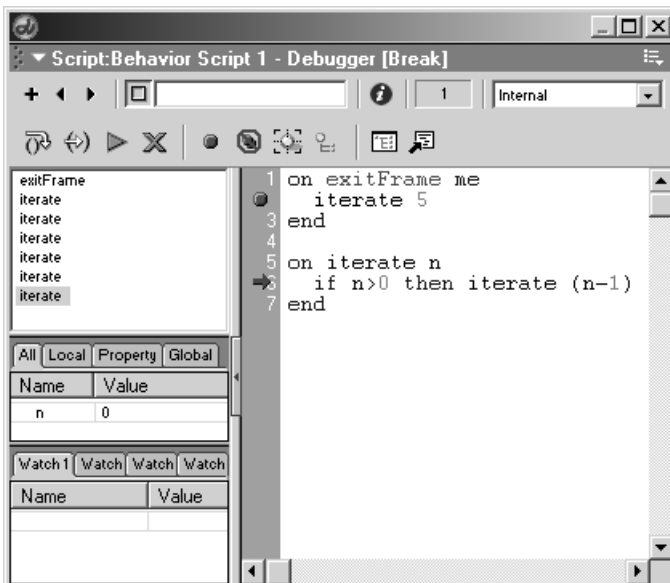 Script:Behavior Script 1 - Debugger [Break]
1 Internal
exitFrame
iterate
iterate
iterate
iterate
iterate
iterate
1 on exitFrame me
iterate 5
3 end
4
5 on iterate n
6 if n>0 then iterate (n-1)
7 end
All Local Property Global
Name Value
n 0
Watch 1 Watch Watch Watch
Name Value